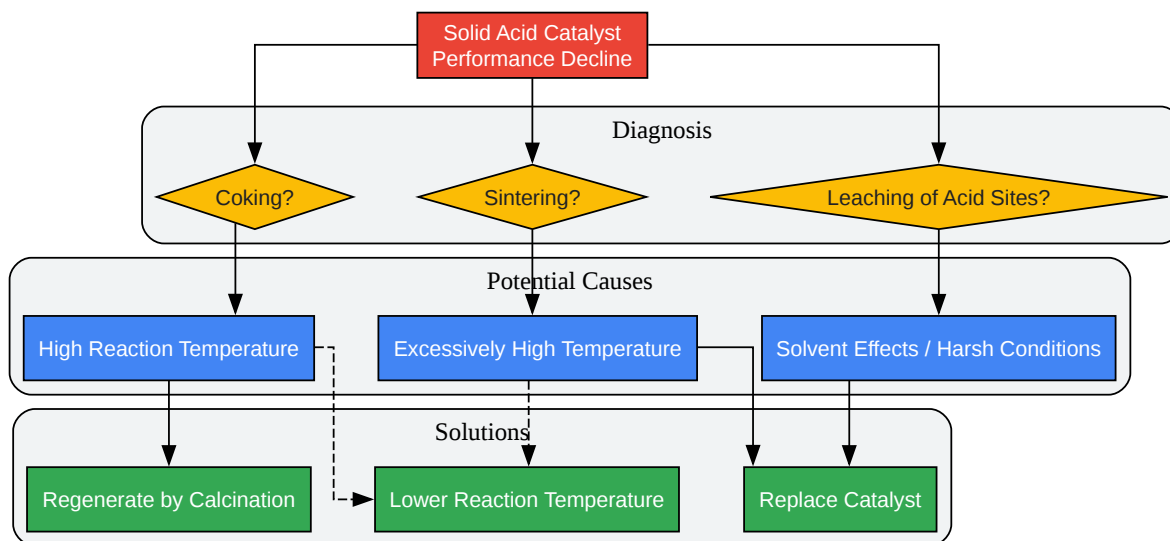 Solid Acid Catalyst
Performance Decline
Diagnosis
Coking?
Sintering?
Leaching of Acid Sites?
Potential Causes
High Reaction Temperature
Excessively High Temperature
Solvent Effects / Harsh Conditions
Solutions
Regenerate by Calcination
Lower Reaction Temperature
Replace Catalyst